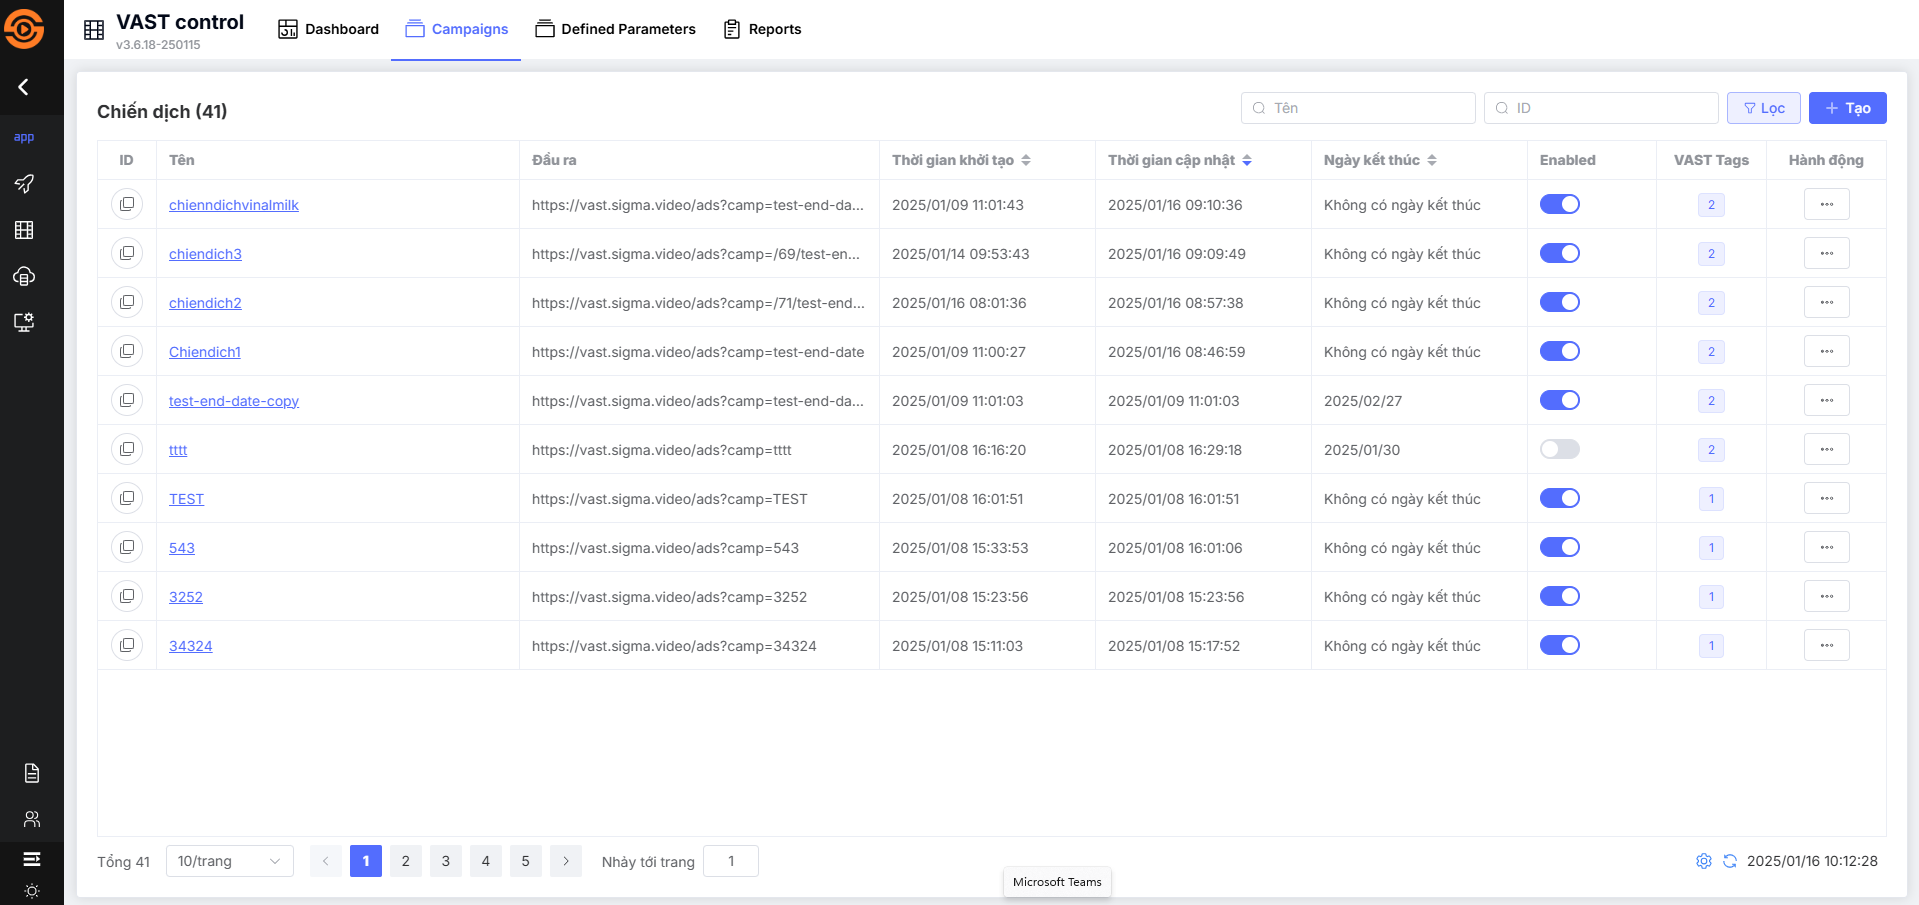 VAST control
v3.6.18-250115
Dashboard
Campaigns
Defined Parameters
Reports
app
Chiến dịch (41)
Tên
ID
Lọc
Tạo
ID Tên Đầu ra Thời gian khởi tạo Thời gian cập nhật Ngày kết thúc Enabled VAST Tags Hành động
chienndichvinalmilk https://vast.sigma.video/ads?camp=test-end-da... 2025/01/09 11:01:43 2025/01/16 09:10:36 Không có ngày kết thúc 2
chiendich3 https://vast.sigma.video/ads?camp=/69/test-en... 2025/01/14 09:53:43 2025/01/16 09:09:49 Không có ngày kết thúc 2
chiendich2 https://vast.sigma.video/ads?camp=/71/test-end... 2025/01/16 08:01:36 2025/01/16 08:57:38 Không có ngày kết thúc 2
Chiendich1 https://vast.sigma.video/ads?camp=test-end-date 2025/01/09 11:00:27 2025/01/16 08:46:59 Không có ngày kết thúc 2
test-end-date-copy https://vast.sigma.video/ads?camp=test-end-da... 2025/01/09 11:01:03 2025/01/09 11:01:03 2025/02/27 2
tttt https://vast.sigma.video/ads?camp=tttt 2025/01/08 16:16:20 2025/01/08 16:29:18 2025/01/30 2
TEST https://vast.sigma.video/ads?camp=TEST 2025/01/08 16:01:51 2025/01/08 16:01:51 Không có ngày kết thúc 1
543 https://vast.sigma.video/ads?camp=543 2025/01/08 15:33:53 2025/01/08 16:01:06 Không có ngày kết thúc 1
3252 https://vast.sigma.video/ads?camp=3252 2025/01/08 15:23:56 2025/01/08 15:23:56 Không có ngày kết thúc 1
34324 https://vast.sigma.video/ads?camp=34324 2025/01/08 15:11:03 2025/01/08 15:17:52 Không có ngày kết thúc 1
Tổng 41 10/trang 1 2 3 4 5 Nhảy tới trang 1 2025/01/16 10:12:28
Microsoft Teams